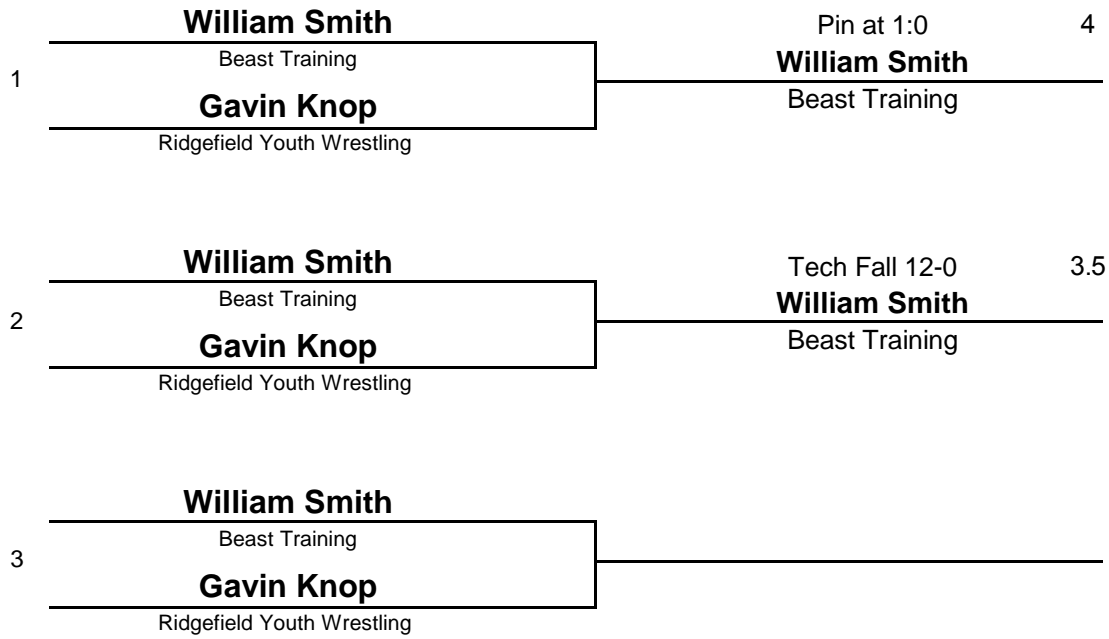 William Smith
Pin at 1:0 4
Beast Training
William Smith
1
Gavin Knop
Beast Training
Ridgefield Youth Wrestling
William Smith
Tech Fall 12-0 3.5
Beast Training
William Smith
2
Gavin Knop
Beast Training
Ridgefield Youth Wrestling
William Smith
Beast Training
3
Gavin Knop
Ridgefield Youth Wrestling